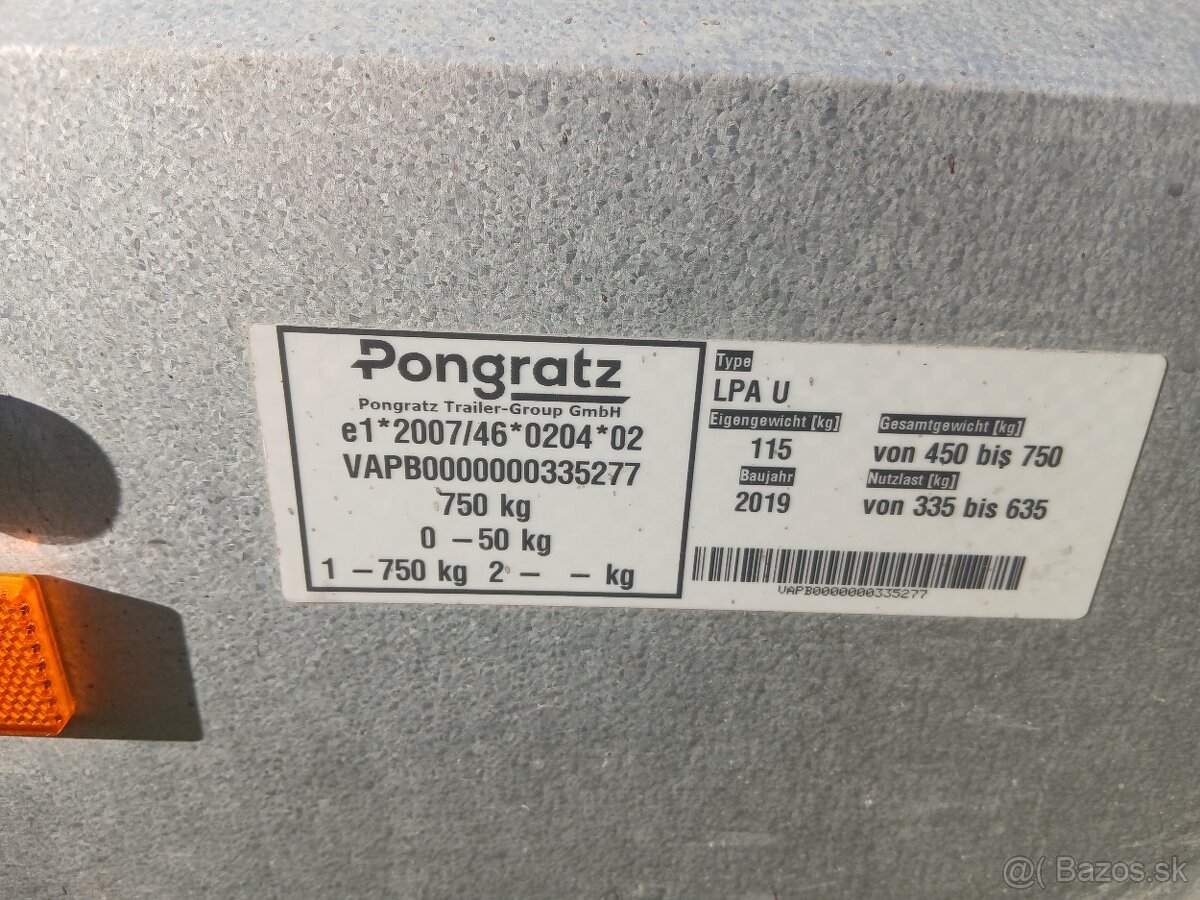 Pongratz
Pongratz Trailer-Group GmbH
e1*2007/46*0204*02
VAPB0000000335277
750 kg
0 – 50 kg
1 – 750 kg 2 – – kg
Type
LPA U
Eigengewicht [kg]
115
Gesamtgewicht [kg]
von 450 bis 750
Baujahr
2019
Nutzlast [kg]
von 335 bis 635
VAPB0000000335277
@( Bazos.sk